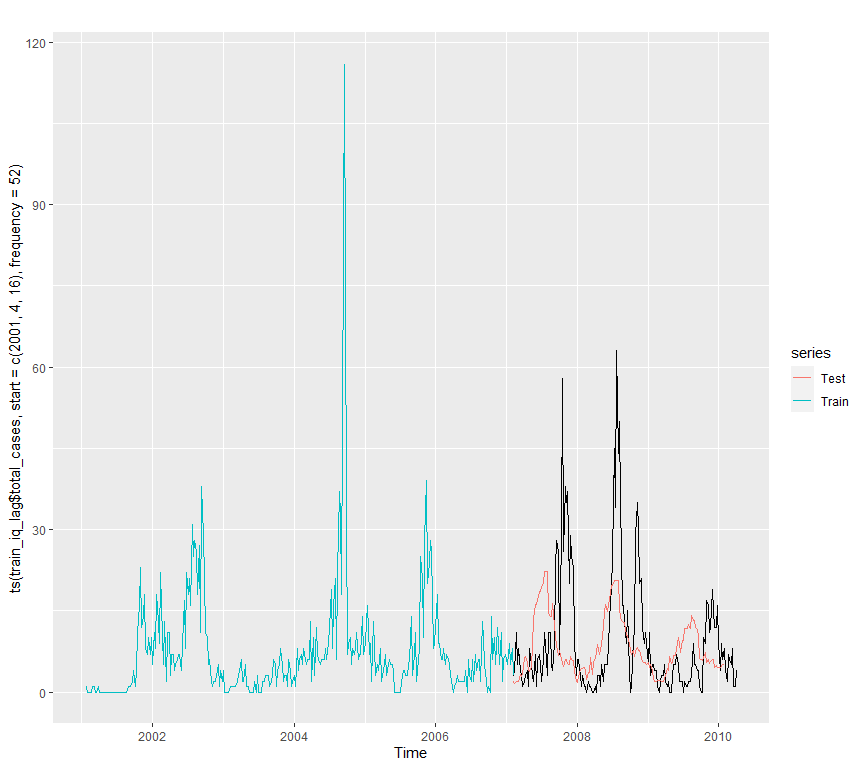 ts(train_iq_lag$total_cases, start = c(2001, 4, 16), frequency = 52)
120
90
60
30
0
2002
2004
2006
2008
2010
Time
series
Test
Train